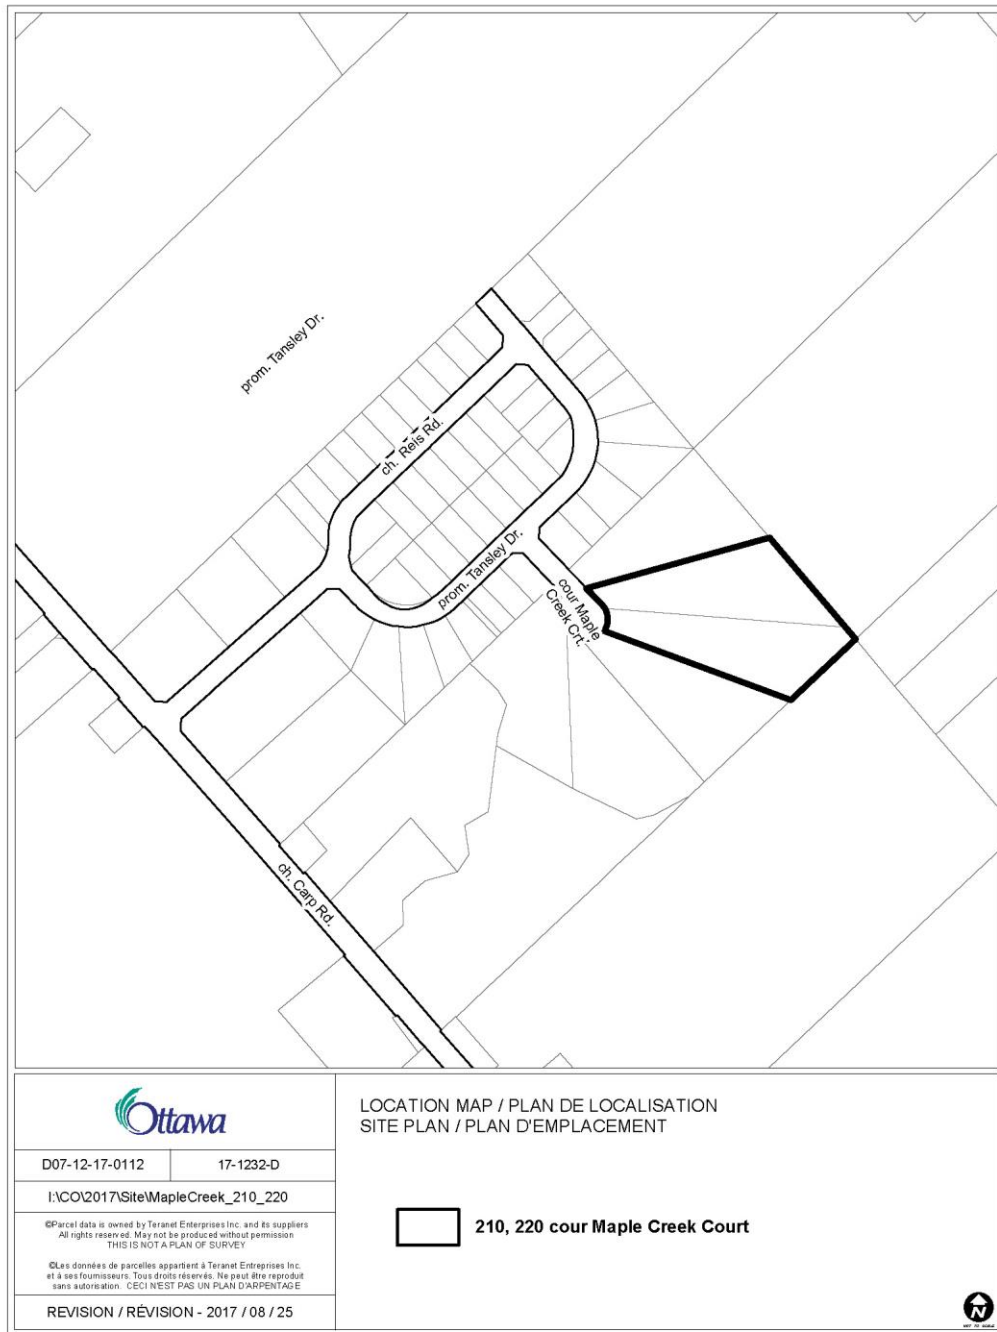 prom. Tansley Dr.
ch. Reis Rd.
prom. Tansley Dr.
cour Maple
Creek Crt.
ch. Carp Rd.
Ottawa
D07-12-17-0112
17-1232-D
I:\CO\2017\Site\MapleCreek_210_220
©Parcel data is owned by Teranet Enterprises Inc. and its suppliers
All rights reserved. May not be produced without permission
THIS IS NOT A PLAN OF SURVEY
©Les données de parcelles appartient à Teranet Entreprises Inc.
et à ses fournisseurs. Tous droits réservés. Ne peut être reproduit
sans autorisation. CECI N'EST PAS UN PLAN D'ARPENTAGE
REVISION / RÉVISION - 2017 / 08 / 25
LOCATION MAP / PLAN DE LOCALISATION
SITE PLAN / PLAN D'EMPLACEMENT
210, 220 cour Maple Creek Court
N
NOT TO SCALE